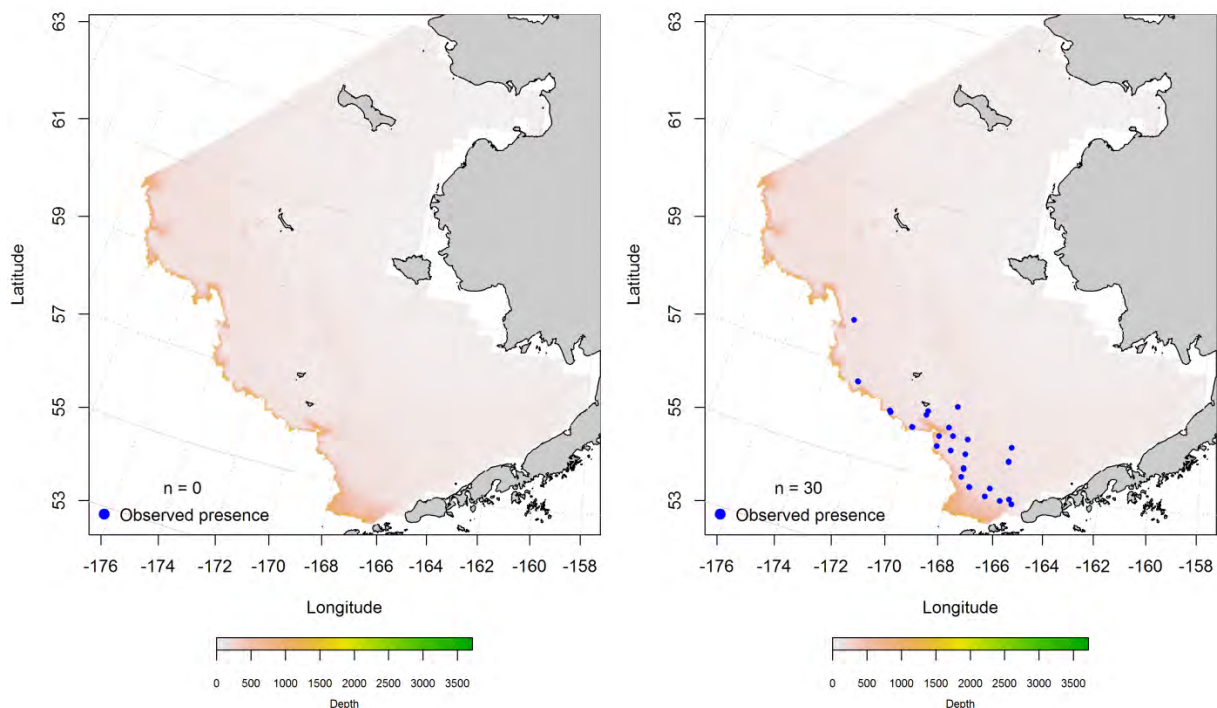 63
61
59
57
55
53
Latitude
n = 0
Observed presence
-176 -174 -172 -170 -168 -166 -164 -162 -160 -158
Longitude
0 500 1000 1500 2000 2500 3000 3500
Depth
63
61
59
57
55
53
Latitude
n = 30
Observed presence
-176 -174 -172 -170 -168 -166 -164 -162 -160 -158
Longitude
0 500 1000 1500 2000 2500 3000 3500
Depth